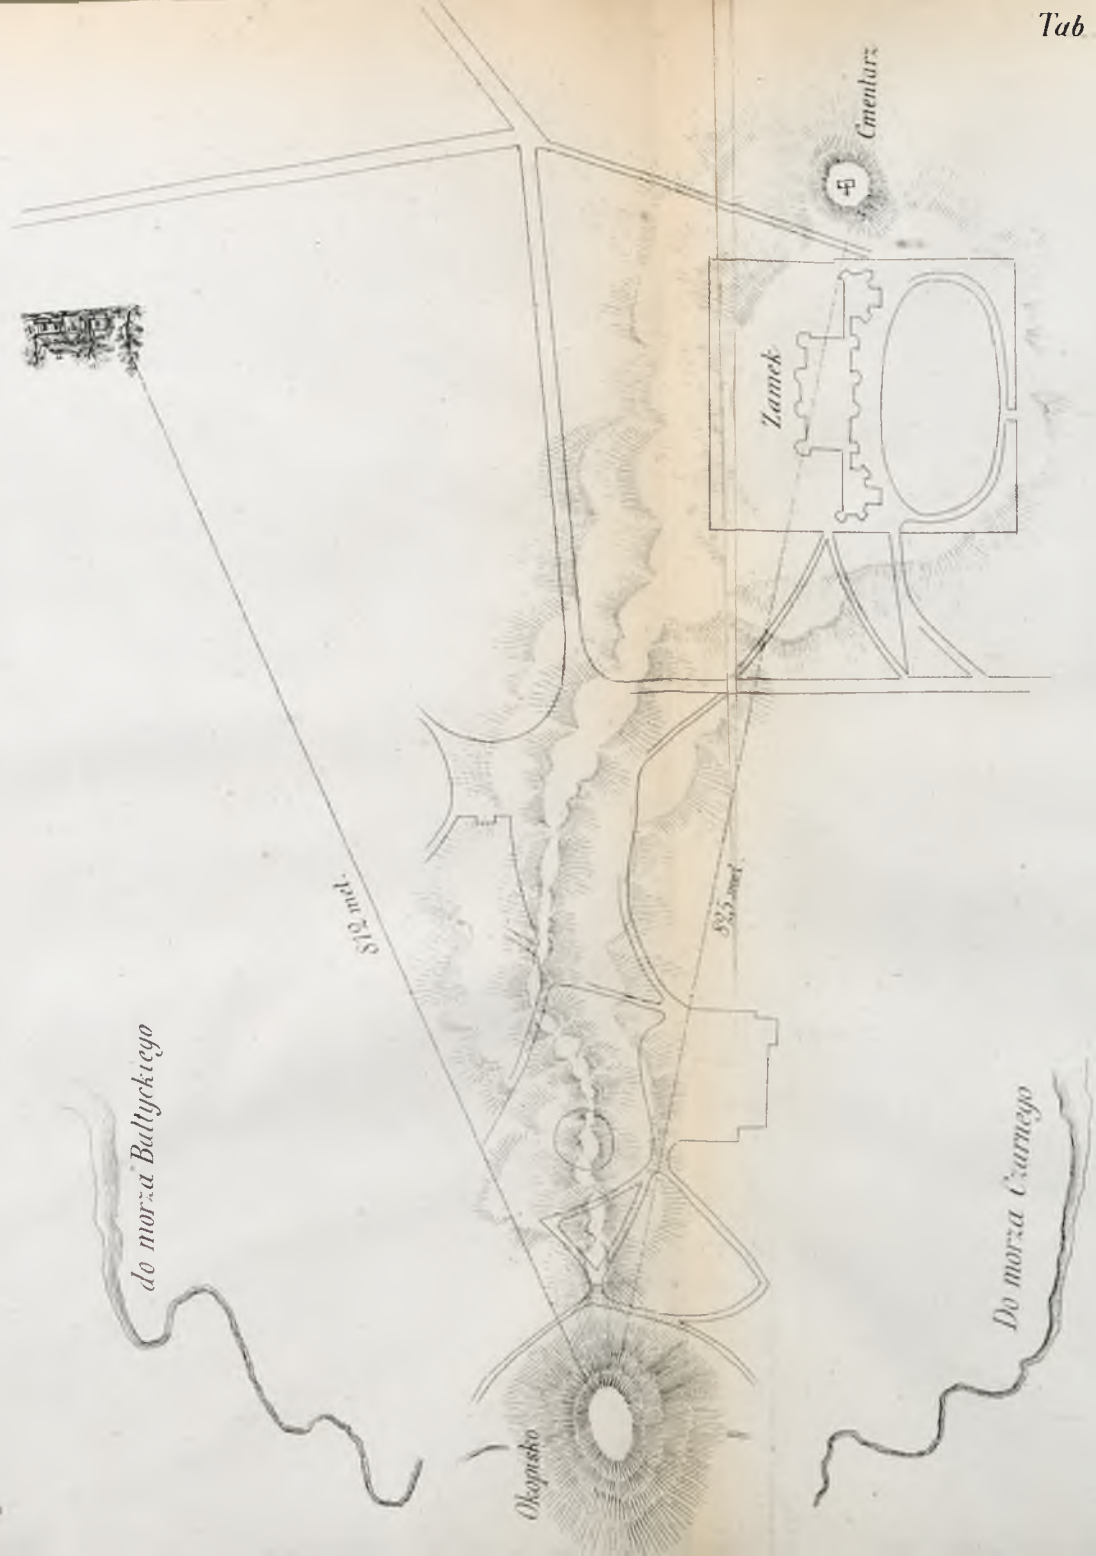 Tab
Cmentarz
Zamek
812 met.
825 met.
do morza Baltyckiego
Do morza Czarnego
Okopisko